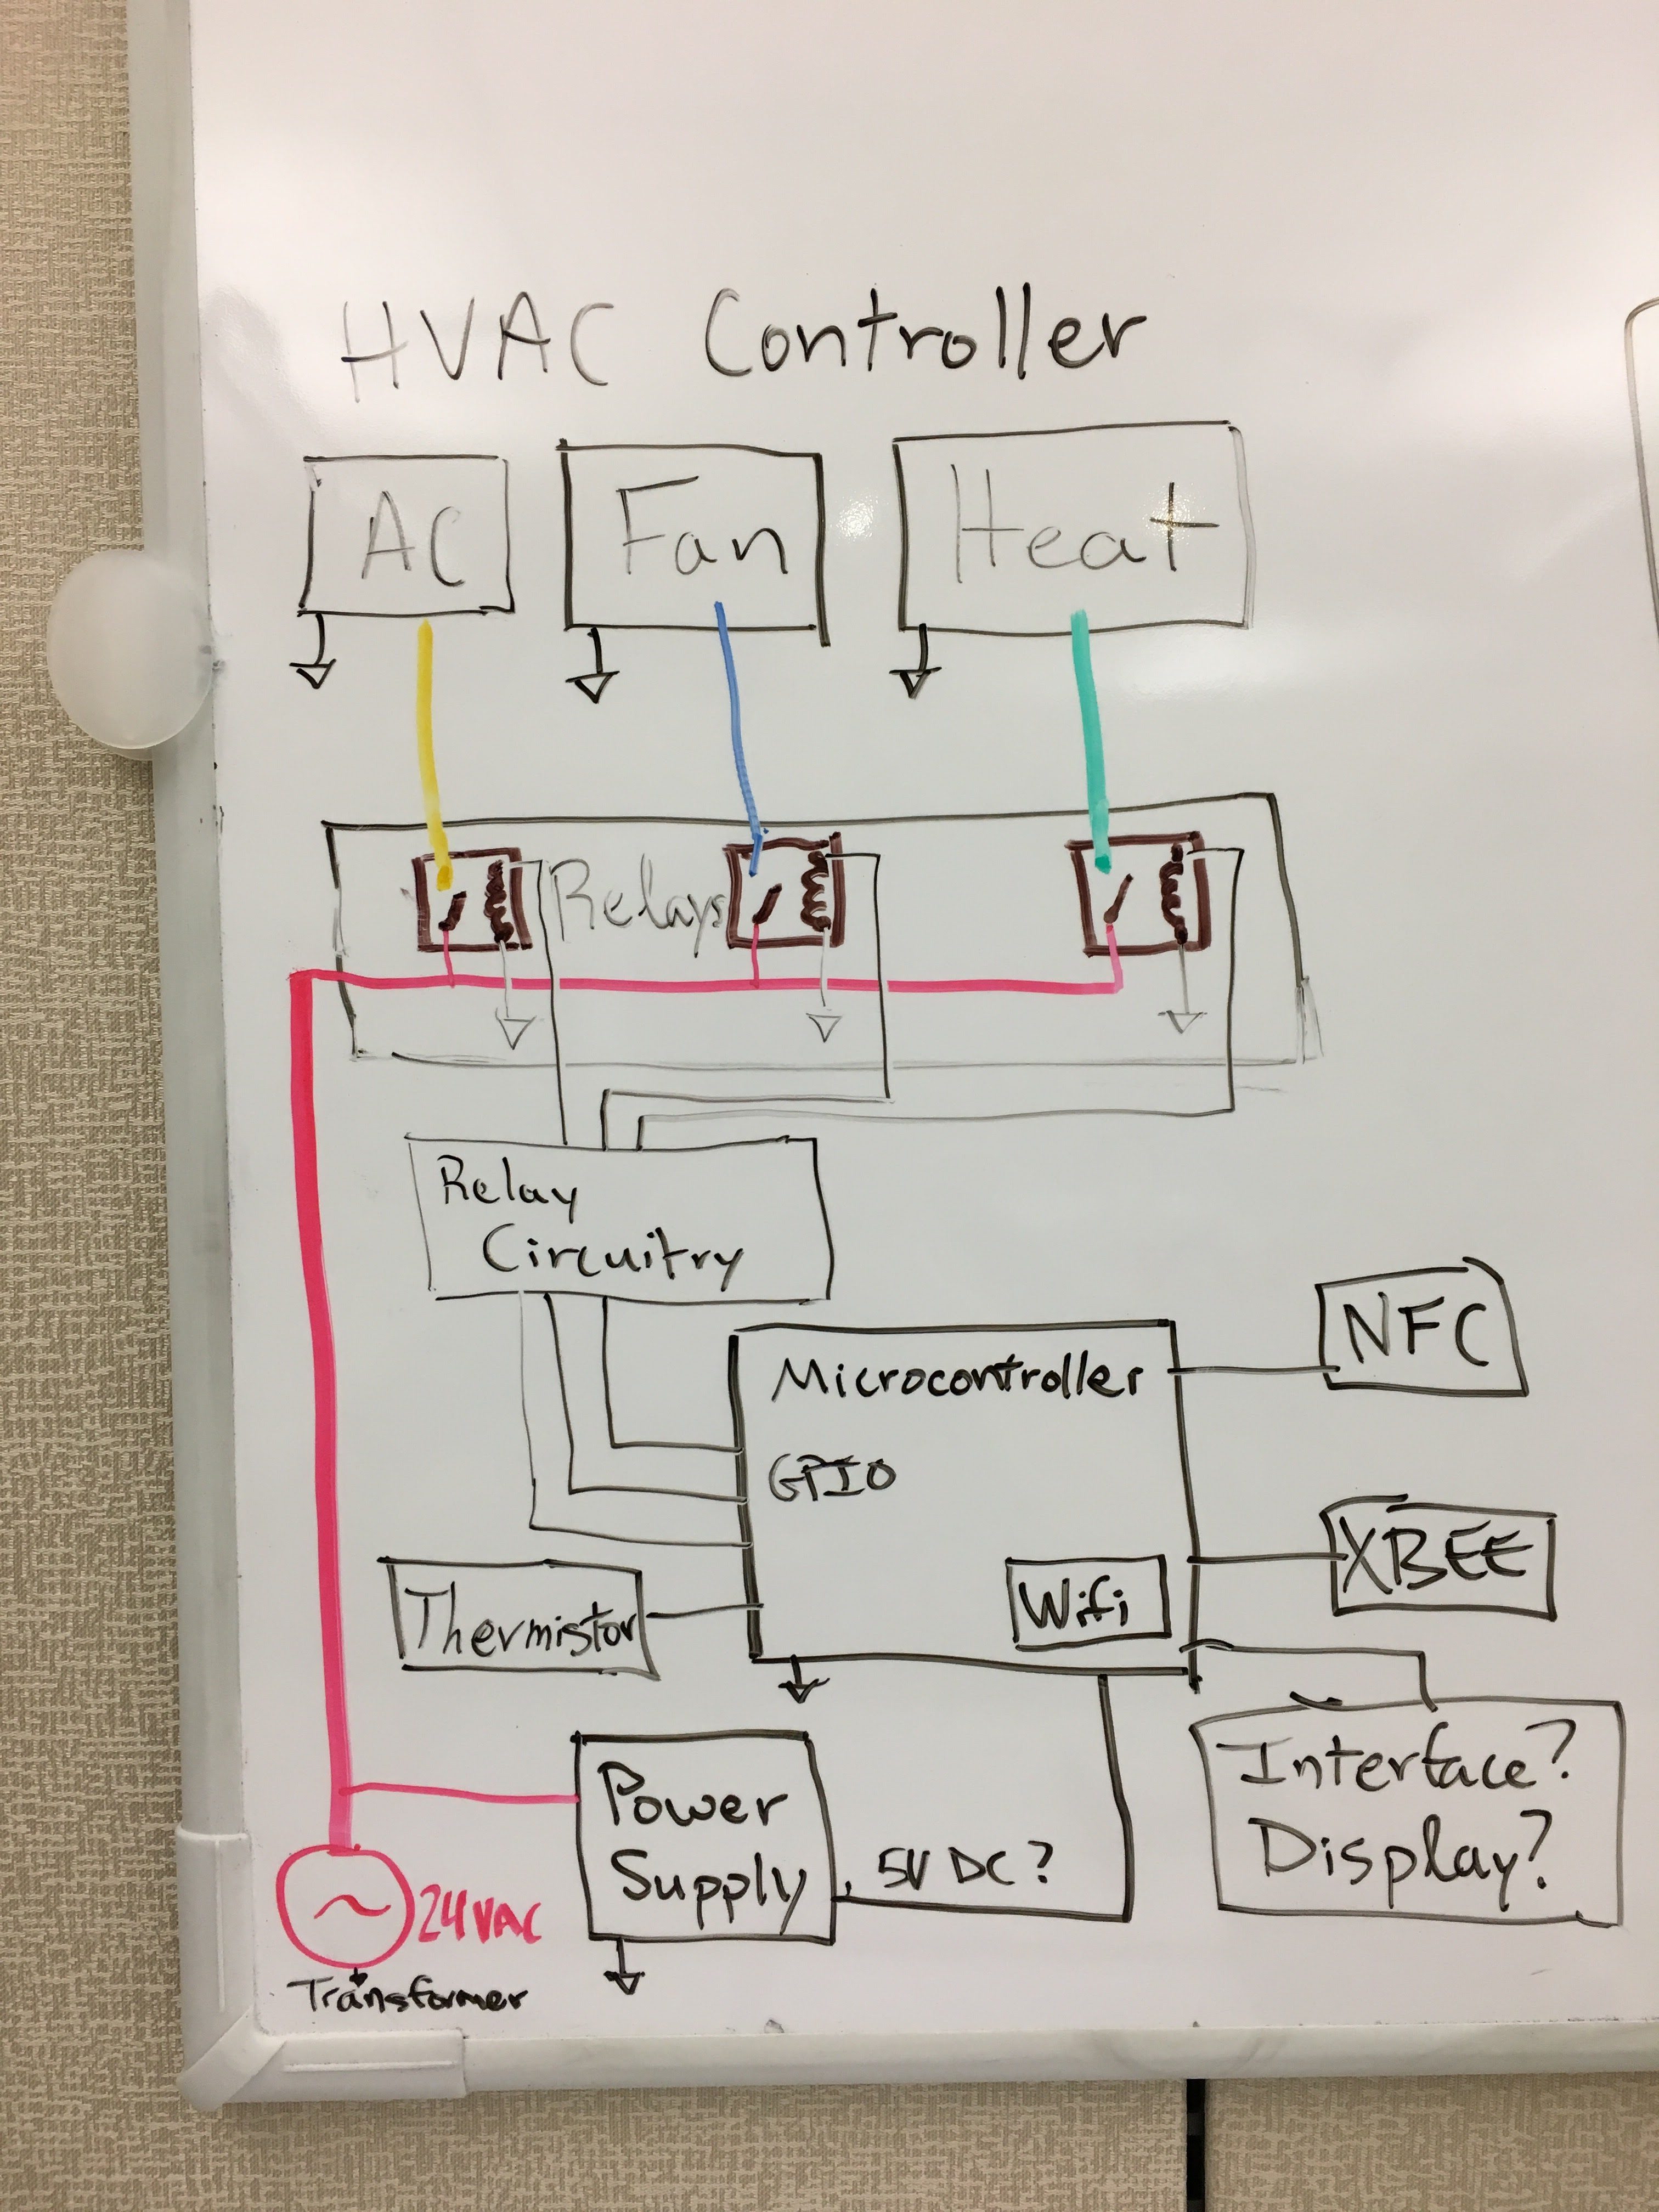 HVAC Controller
AC
Fan
Heat
Relays
Relay
Circuitry
NFC
Microcontroller
GPIO
XBEE
Wifi
Thermistor
Power
Supply
5V DC?
Interface?
Display?
~
24VAC
Transformer